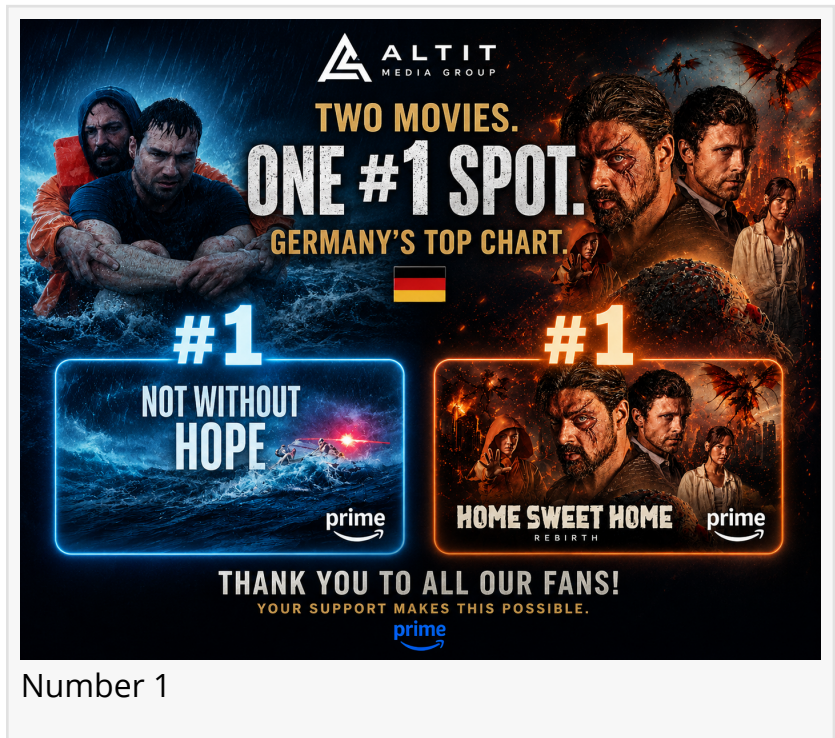 ALTIT
MEDIA GROUP
TWO MOVIES.
ONE #1 SPOT.
GERMANY'S TOP CHART.
#1
NOT WITHOUT
HOPE
prime
#1
HOME SWEET HOME
REBIRTH
prime
THANK YOU TO ALL OUR FANS!
YOUR SUPPORT MAKES THIS POSSIBLE.
prime
Number 1